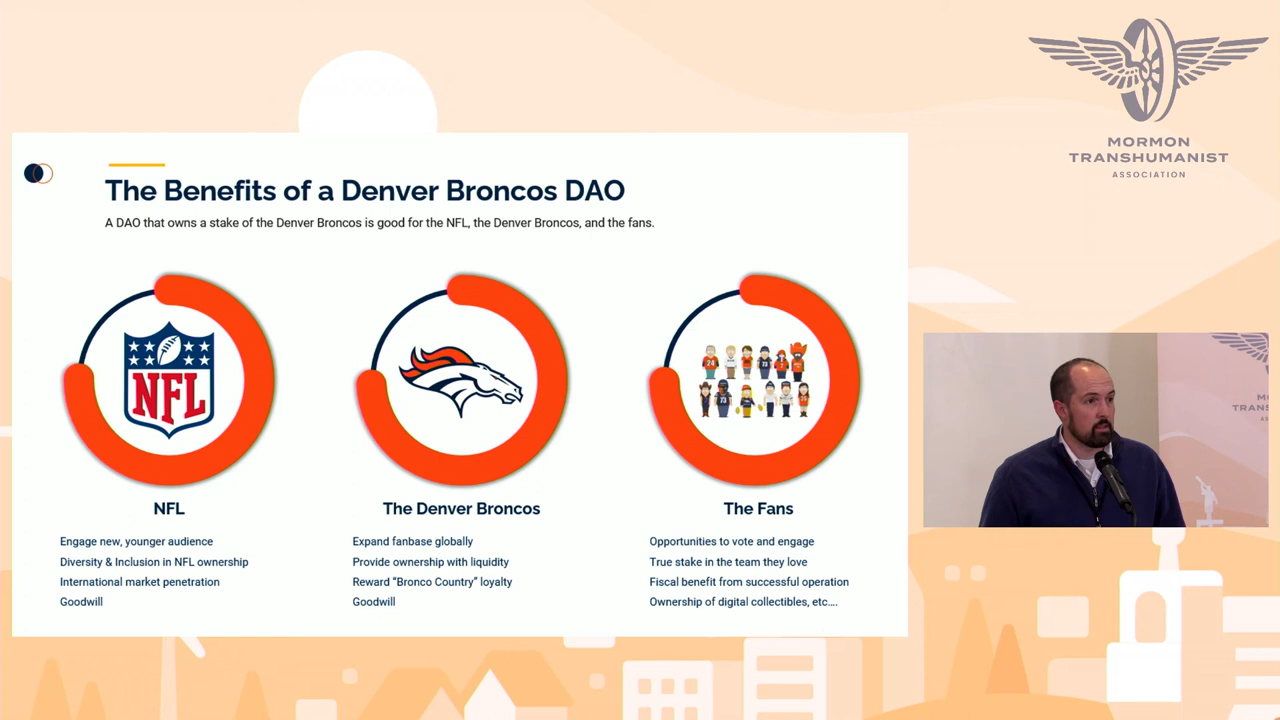 MORMON
TRANSHUMANIST
ASSOCIATION
The Benefits of a Denver Broncos DAO
A DAO that owns a stake of the Denver Broncos is good for the NFL, the Denver Broncos, and the fans.
NFL
NFL
Engage new, younger audience
Diversity & Inclusion in NFL ownership
International market penetration
Goodwill
The Denver Broncos
Expand fanbase globally
Provide ownership with liquidity
Reward “Bronco Country” loyalty
Goodwill
The Fans
Opportunities to vote and engage
True stake in the team they love
Fiscal benefit from successful operation
Ownership of digital collectibles, etc....